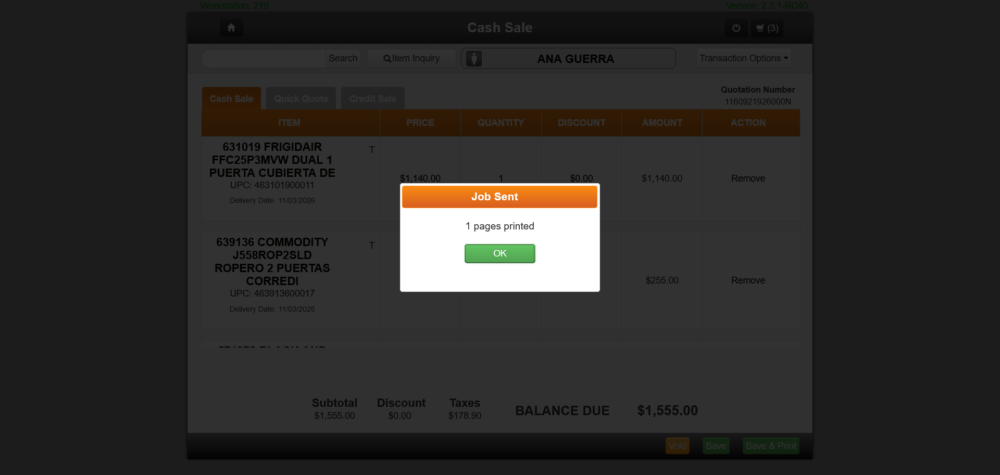 Workstation: 219
Version: 2.3.1-RC40
Cash Sale
(3)
Search
Item Inquiry
ANA GUERRA
Transaction Options
Cash Sale
Quick Quote
Credit Sale
Quotation Number
1160921926000N
ITEM
PRICE
QUANTITY
DISCOUNT
AMOUNT
ACTION
631019 FRIGIDAIR
FFC25P3MVW DUAL 1
PUERTA CUBIERTA DE
UPC: 463101900011
Delivery Date: 11/03/2026
T
$1,140.00
1
$0.00
$1,140.00
Remove
Job Sent
1 pages printed
OK
639136 COMMODITY
J558ROP2SLD
ROPERO 2 PUERTAS
CORREDI
UPC: 463913600017
Delivery Date: 11/03/2026
T
$255.00
Remove
Subtotal
$1,555.00
Discount
$0.00
Taxes
$178.90
BALANCE DUE
$1,555.00
Void
Save
Save & Print